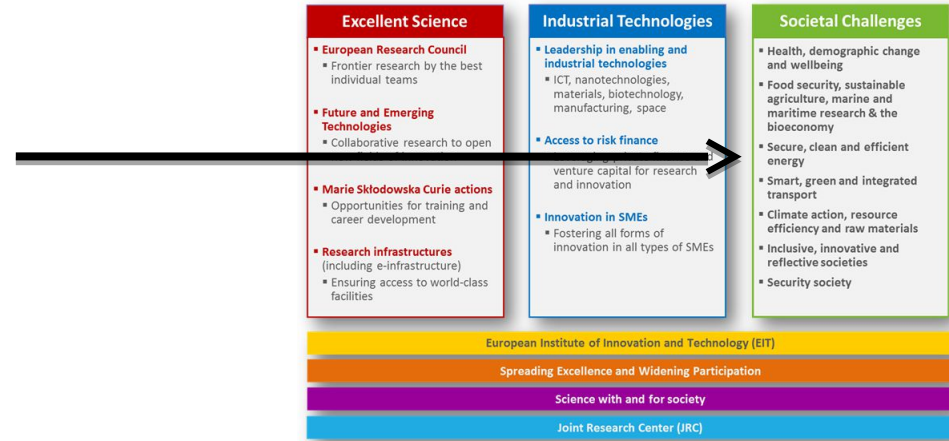 Excellent Science
▪ European Research Council
▪ Frontier research by the best
individual teams
▪ Future and Emerging
Technologies
▪ Collaborative research to open
▪ Marie Skłodowska Curie actions
▪ Opportunities for training and
career development
▪ Research infrastructures
(including e-infrastructure)
▪ Ensuring access to world-class
facilities
Industrial Technologies
▪ Leadership in enabling and
industrial technologies
▪ ICT, nanotechnologies,
materials, biotechnology,
manufacturing, space
▪ Access to risk finance
venture capital for research
and innovation
▪ Innovation in SMEs
▪ Fostering all forms of
innovation in all types of SMEs
Societal Challenges
▪ Health, demographic change
and wellbeing
▪ Food security, sustainable
agriculture, marine and
maritime research & the
bioeconomy
▪ Secure, clean and efficient
energy
▪ Smart, green and integrated
transport
▪ Climate action, resource
efficiency and raw materials
▪ Inclusive, innovative and
reflective societies
▪ Security society
European Institute of Innovation and Technology (EIT)
Spreading Excellence and Widening Participation
Science with and for society
Joint Research Center (JRC)